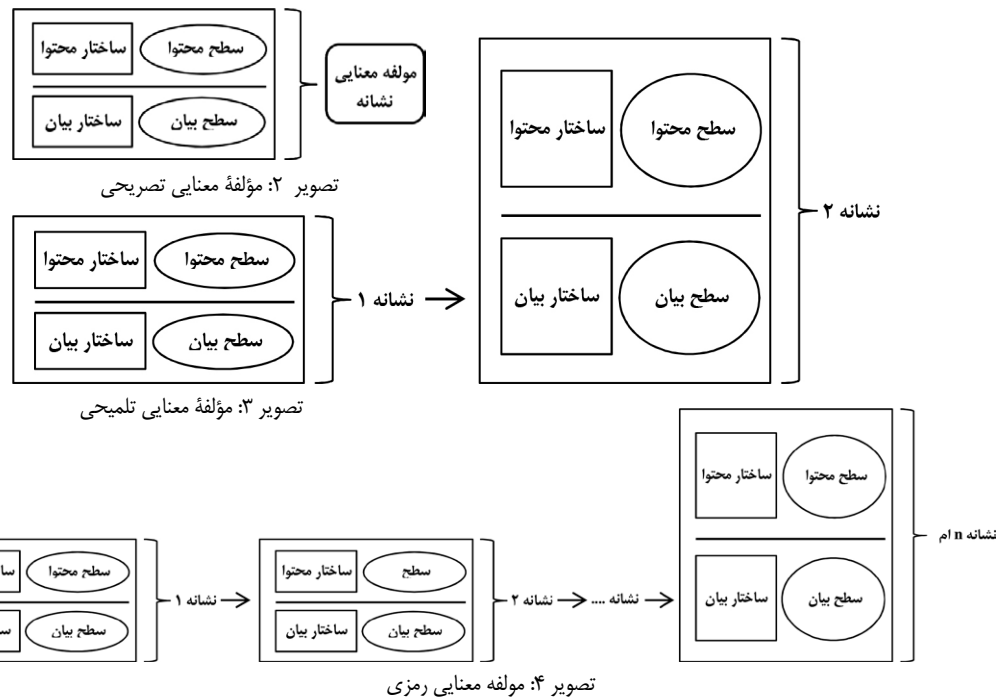 سطح محتوا ساختار محتوا
سطح بیان ساختار بیان
مولفه معنایی
نشانه
تصویر ۲: مؤلفهٔ معنایی تصریحی
سطح محتوا ساختار محتوا
سطح بیان ساختار بیان
نشانه ۱
سطح محتوا ساختار محتوا
سطح بیان ساختار بیان
نشانه ۲
تصویر ۳: مؤلفهٔ معنایی تلمیحی
سطح محتوا
سطح بیان
نشانه ۱
سطح ساختار محتوا
سطح بیان ساختار بیان
نشانه ۲
نشانه ....
سطح محتوا ساختار محتوا
سطح بیان ساختار بیان
نشانه n ام
تصویر ۴: مولفه معنایی رمزی